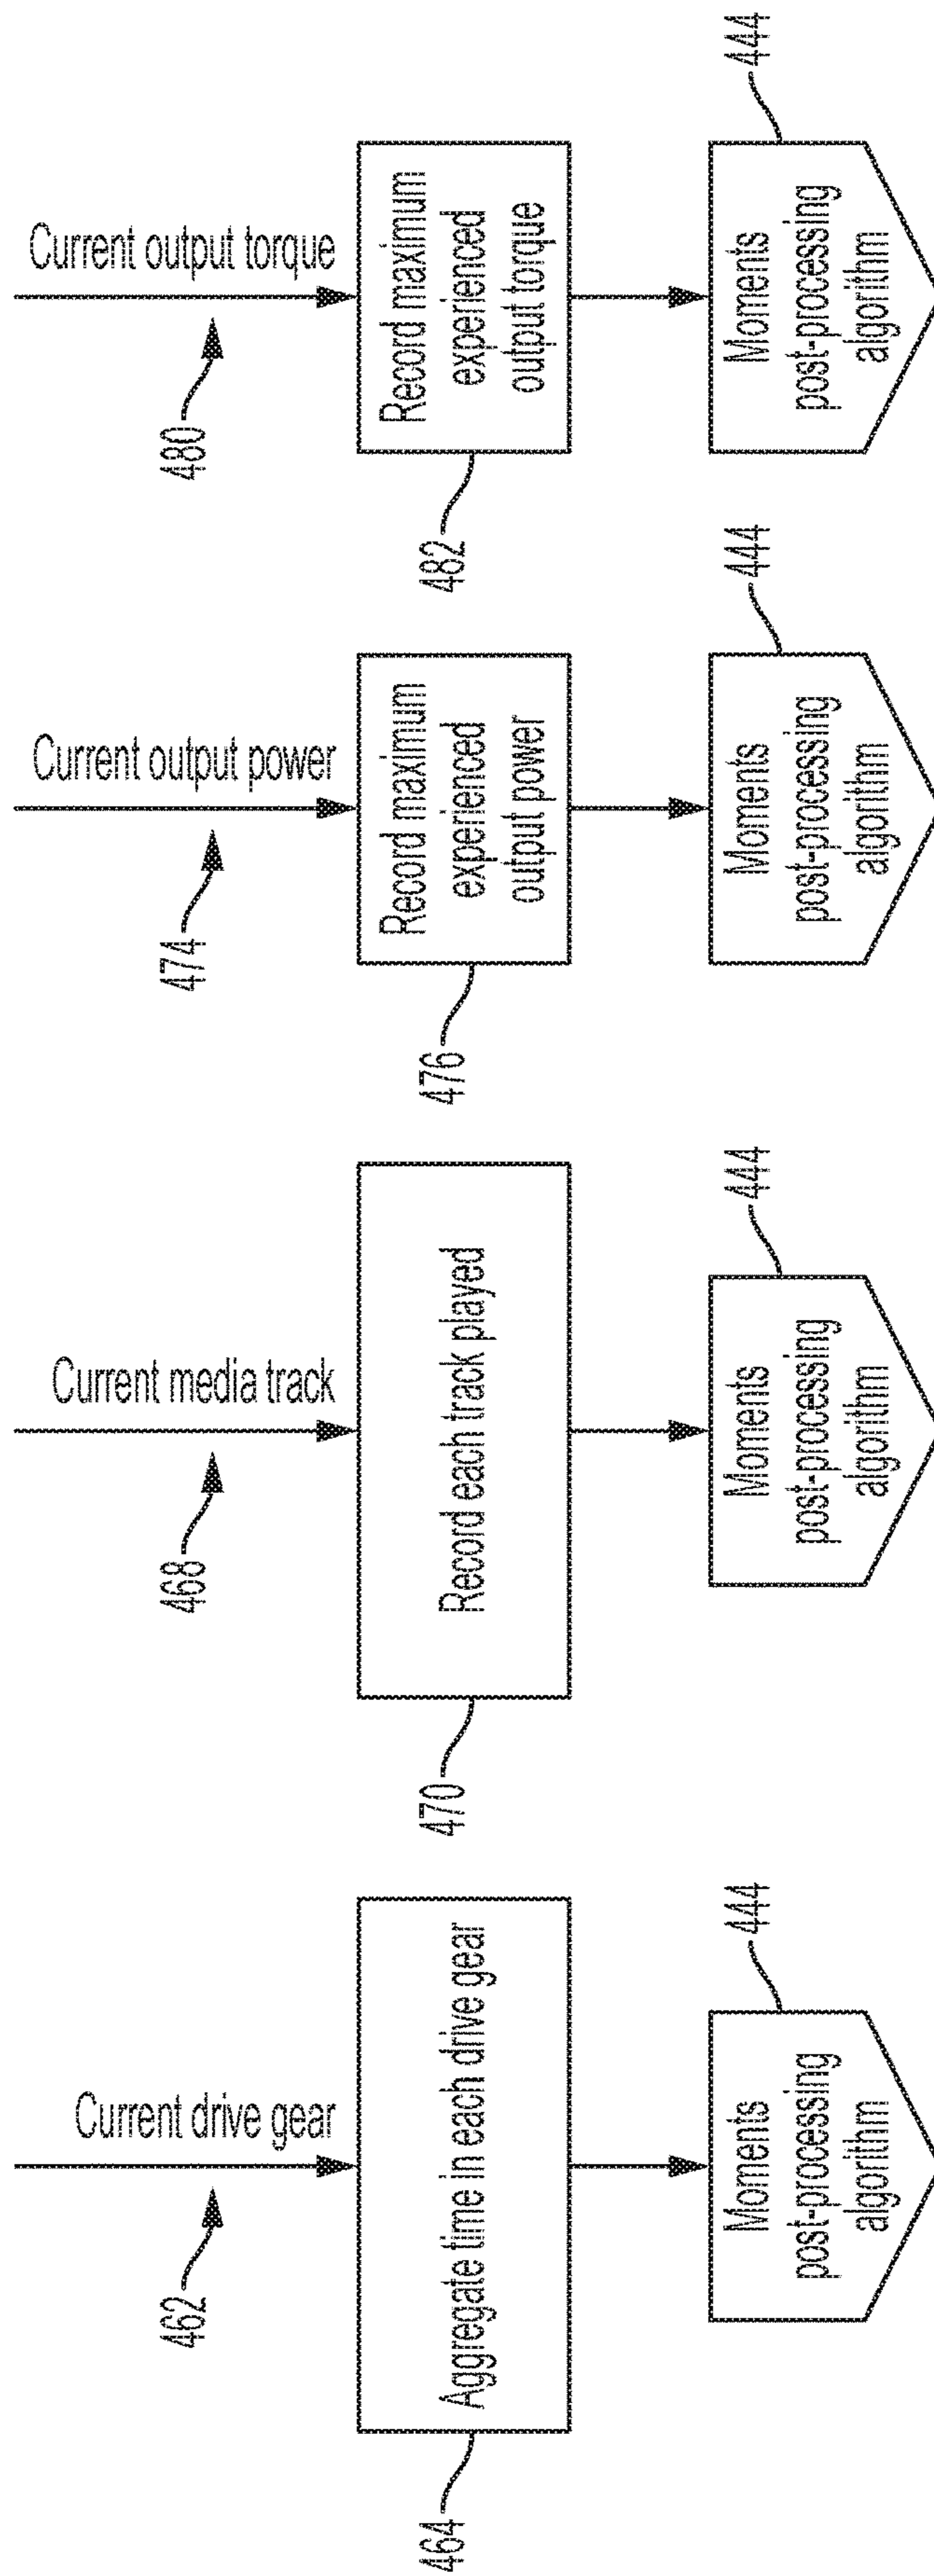 Current drive gear
462
Aggregate time in each drive gear
464
Moments
post-processing
algorithm
444
Current media track
468
Record each track played
470
Moments
post-processing
algorithm
444
Current output power
474
Record maximum
experienced
output power
476
Moments
post-processing
algorithm
444
Current output torque
480
Record maximum
experienced
output torque
482
Moments
post-processing
algorithm
444